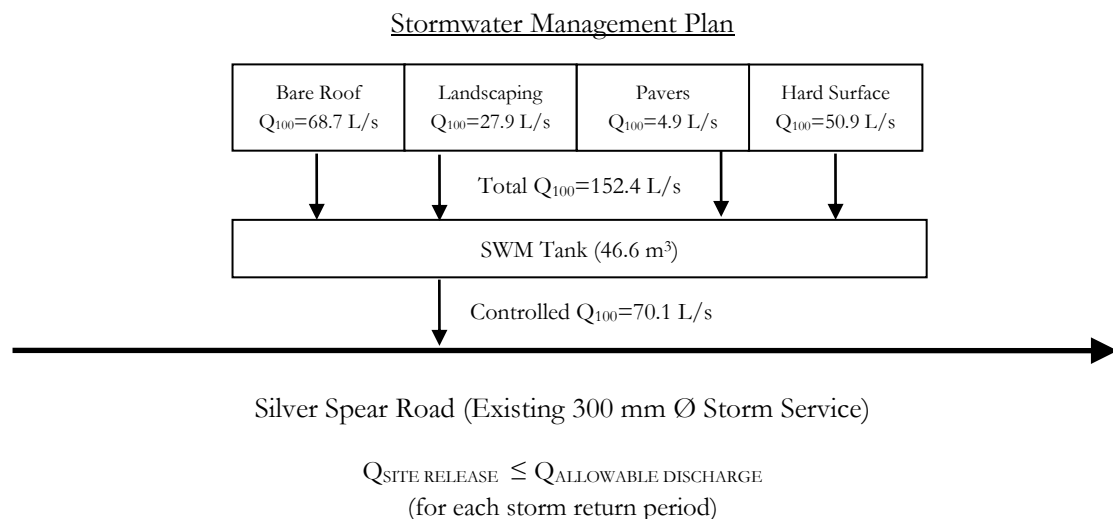 Stormwater Management Plan
Bare Roof
Q100=68.7 L/s
Landscaping
Q100=27.9 L/s
Pavers
Q100=4.9 L/s
Hard Surface
Q100=50.9 L/s
Total Q100=152.4 L/s
SWM Tank (46.6 m³)
Controlled Q100=70.1 L/s
Silver Spear Road (Existing 300 mm Ø Storm Service)
QSITE RELEASE ≤ QALLOWABLE DISCHARGE
(for each storm return period)